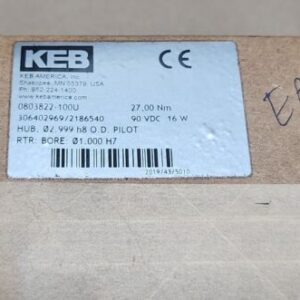 KEB
CE
KEB AMERICA, Inc.
Shakopee, MN 55379, USA
Ph: 952-224-1400
www.kebamerica.com
0803822-100U 27,00 Nm
306402969/2186540 90 VDC 16 W
HUB, Ø2.999 h8 O.D. PILOT
RTR: BORE: Ø1.000 H7
2019/43/5010